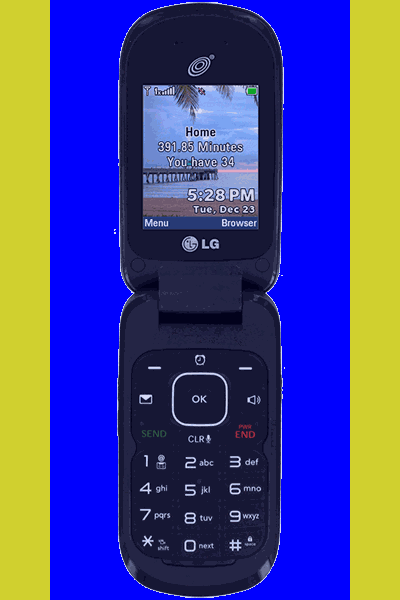 Home
391.85 Minutes
You have 34
5:28 PM
Tue, Dec 23
Menu Browser
LG
OK
SEND
PWR
END
CLR
1 2 abc 3 def
4 ghi 5 jkl 6 mno
7 pqrs 8 tuv 9 wxyz
* shift 0 next # space